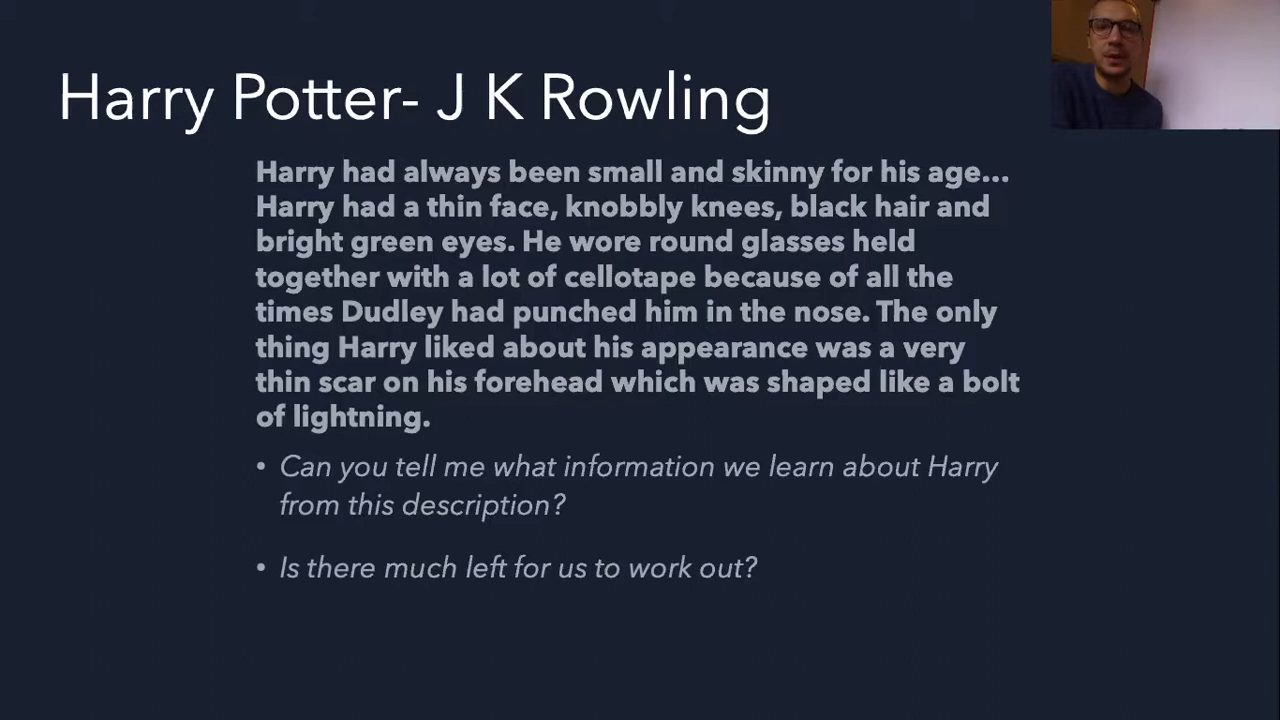 Harry Potter- J K Rowling
Harry had always been small and skinny for his age...
Harry had a thin face, knobbly knees, black hair and
bright green eyes. He wore round glasses held
together with a lot of cellotape because of all the
times Dudley had punched him in the nose. The only
thing Harry liked about his appearance was a very
thin scar on his forehead which was shaped like a bolt
of lightning.
• Can you tell me what information we learn about Harry
from this description?
• Is there much left for us to work out?